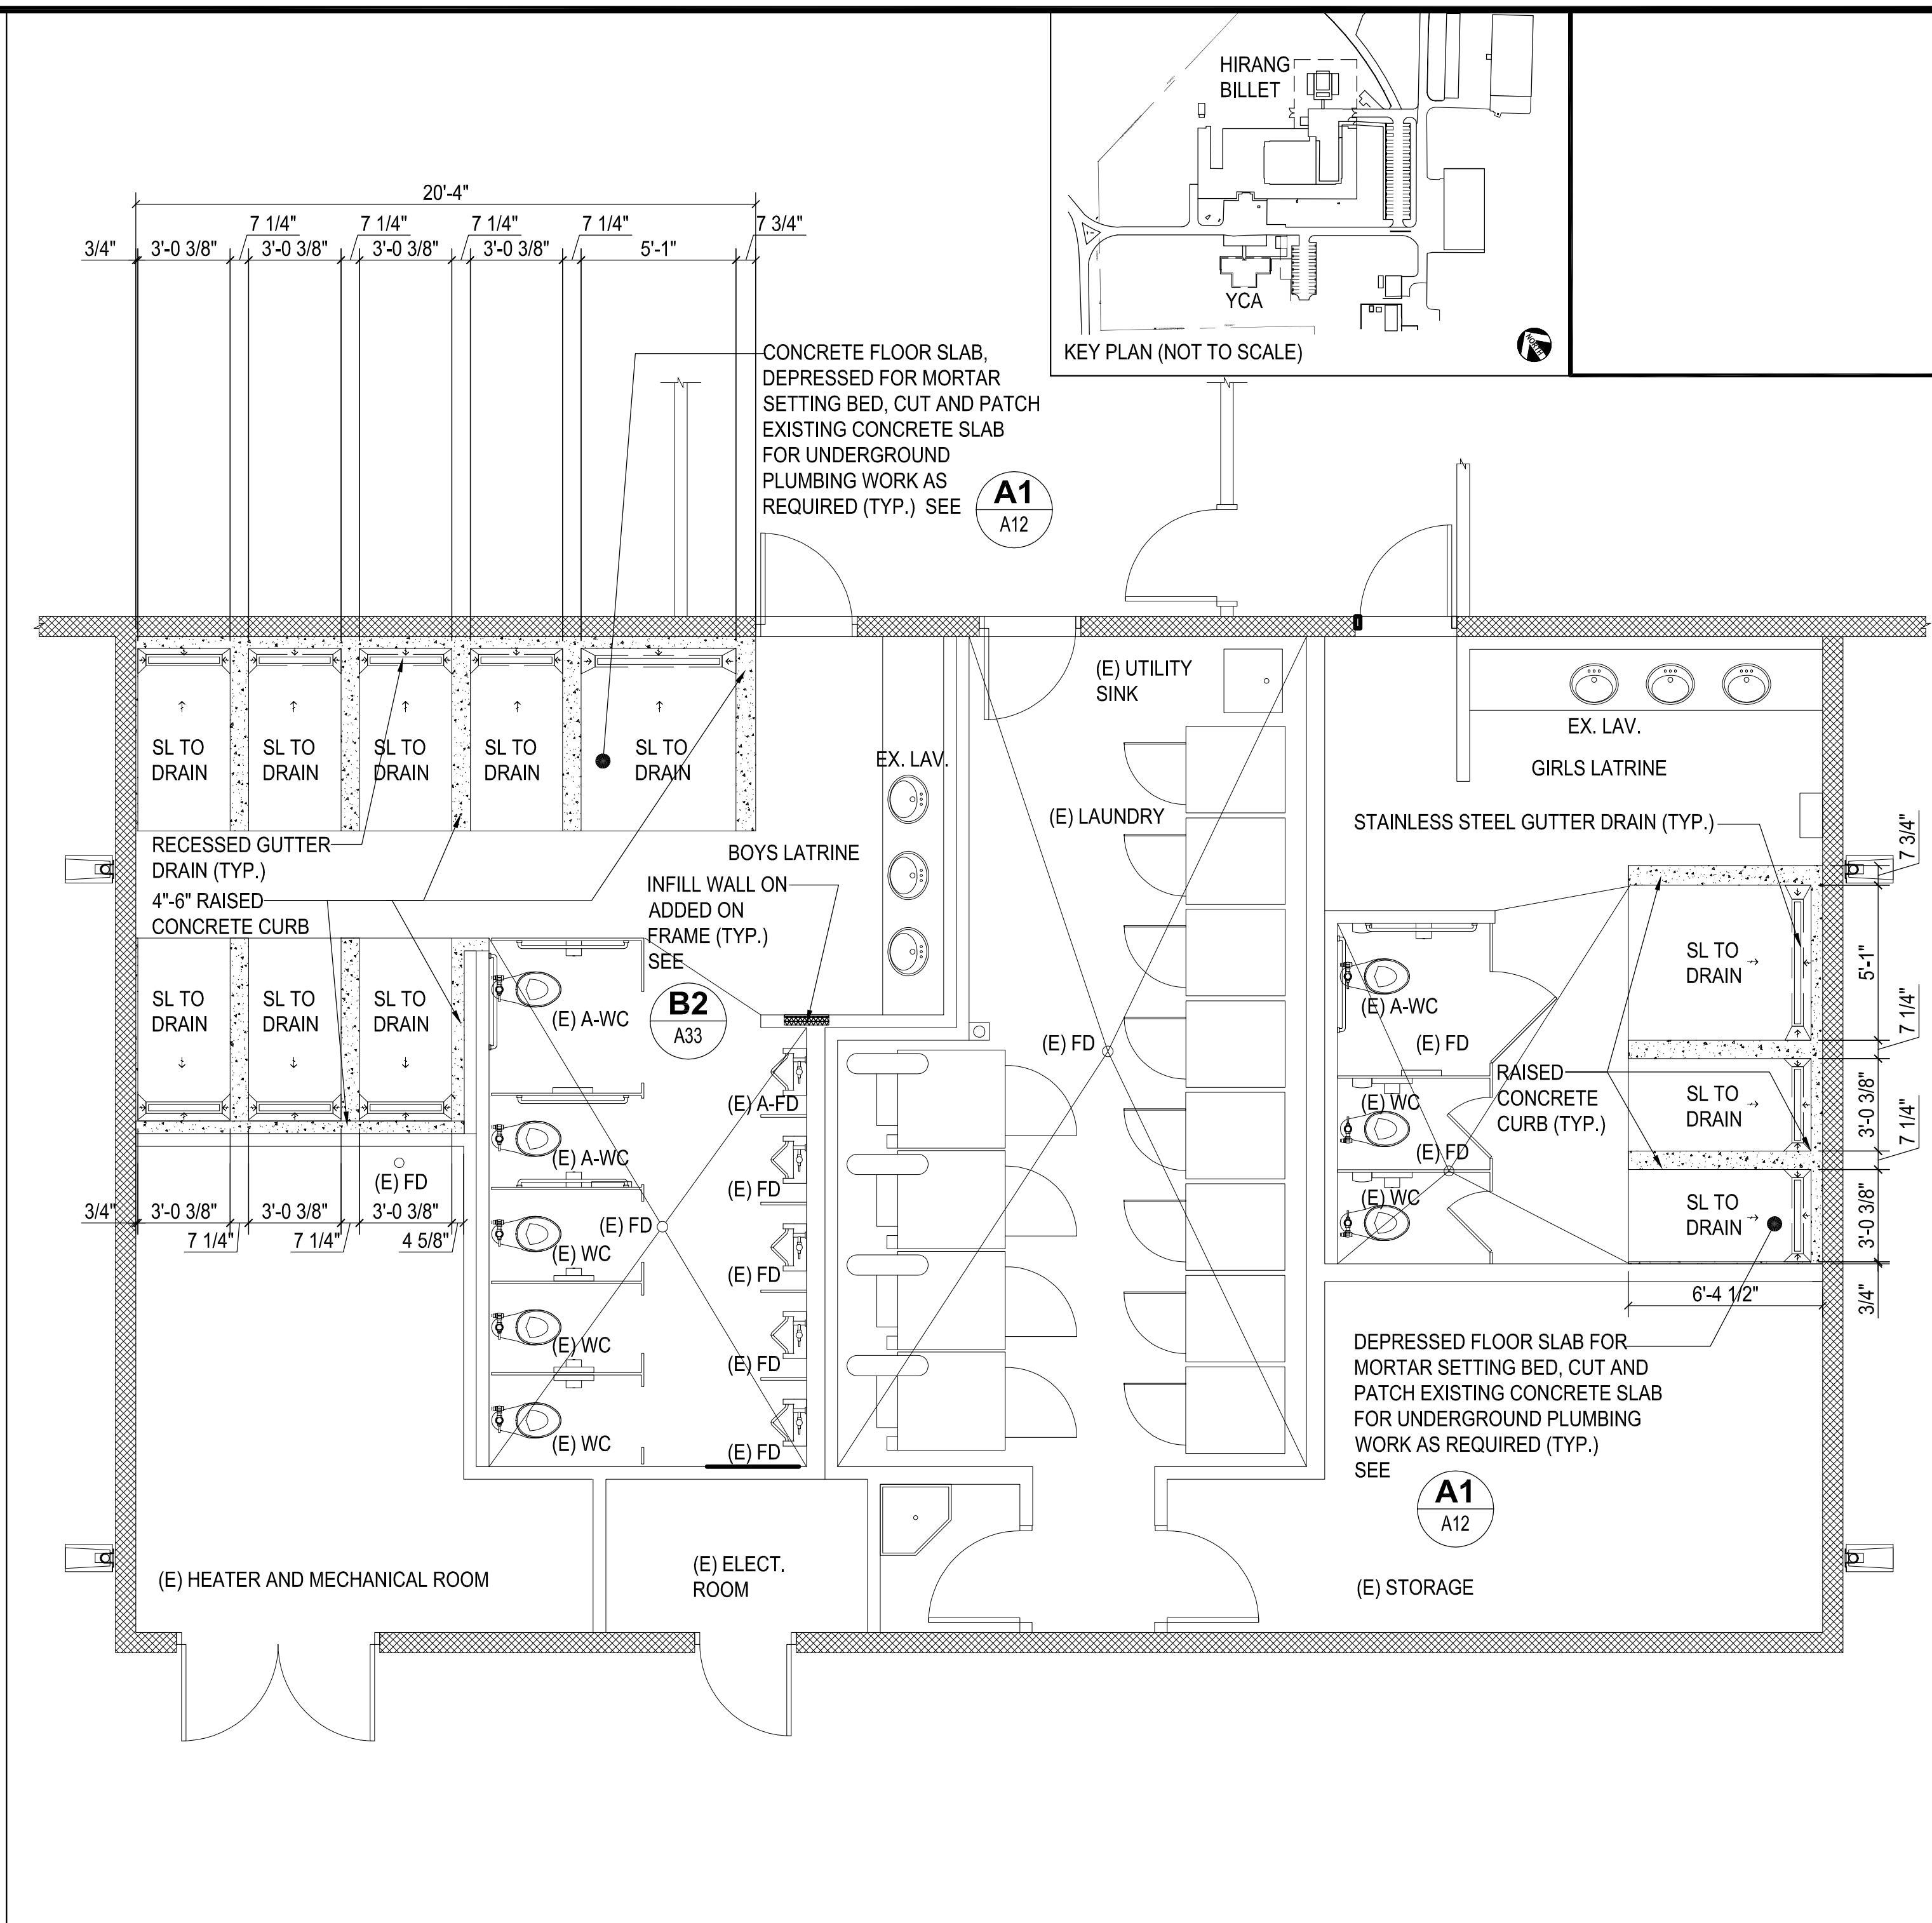 HIRANG
BILLET
YCA
KEY PLAN (NOT TO SCALE)
NORTH
20'-4"
7 1/4" 7 1/4" 7 1/4" 7 1/4" 7 3/4"
3/4" 3'-0 3/8" 3'-0 3/8" 3'-0 3/8" 3'-0 3/8" 5'-1"
CONCRETE FLOOR SLAB,
DEPRESSED FOR MORTAR
SETTING BED, CUT AND PATCH
EXISTING CONCRETE SLAB
FOR UNDERGROUND
PLUMBING WORK AS
REQUIRED (TYP.) SEE
A1
A12
SL TO
DRAIN
SL TO
DRAIN
SL TO
DRAIN
SL TO
DRAIN
SL TO
DRAIN
RECESSED GUTTER
DRAIN (TYP.)
4"-6" RAISED
CONCRETE CURB
SL TO
DRAIN
SL TO
DRAIN
SL TO
DRAIN
(E) FD
3/4" 3'-0 3/8" 3'-0 3/8" 3'-0 3/8"
7 1/4" 7 1/4" 4 5/8"
EX. LAV.
BOYS LATRINE
INFILL WALL ON
ADDED ON
FRAME (TYP.)
SEE
B2
A33
(E) A-WC
(E) A-WC
(E) WC
(E) WC
(E) WC
(E) FD
(E) A-FD
(E) FD
(E) FD
(E) FD
(E) FD
(E) UTILITY
SINK
(E) LAUNDRY
(E) FD
EX. LAV.
GIRLS LATRINE
STAINLESS STEEL GUTTER DRAIN (TYP.)
(E) A-WC
(E) FD
(E) WC
(E) FD
(E) WC
RAISED
CONCRETE
CURB (TYP.)
SL TO
DRAIN
SL TO
DRAIN
SL TO
DRAIN
7 3/4"
5'-1"
7 1/4"
3'-0 3/8"
7 1/4"
3'-0 3/8"
3/4"
6'-4 1/2"
DEPRESSED FLOOR SLAB FOR
MORTAR SETTING BED, CUT AND
PATCH EXISTING CONCRETE SLAB
FOR UNDERGROUND PLUMBING
WORK AS REQUIRED (TYP.)
SEE
A1
A12
(E) HEATER AND MECHANICAL ROOM
(E) ELECT.
ROOM
(E) STORAGE